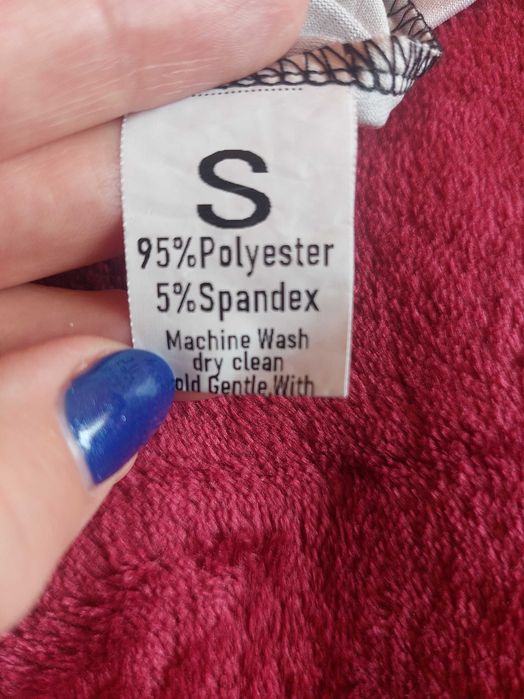 S
95%Polyester
5%Spandex
Machine Wash
dry clean
old Gentle,With